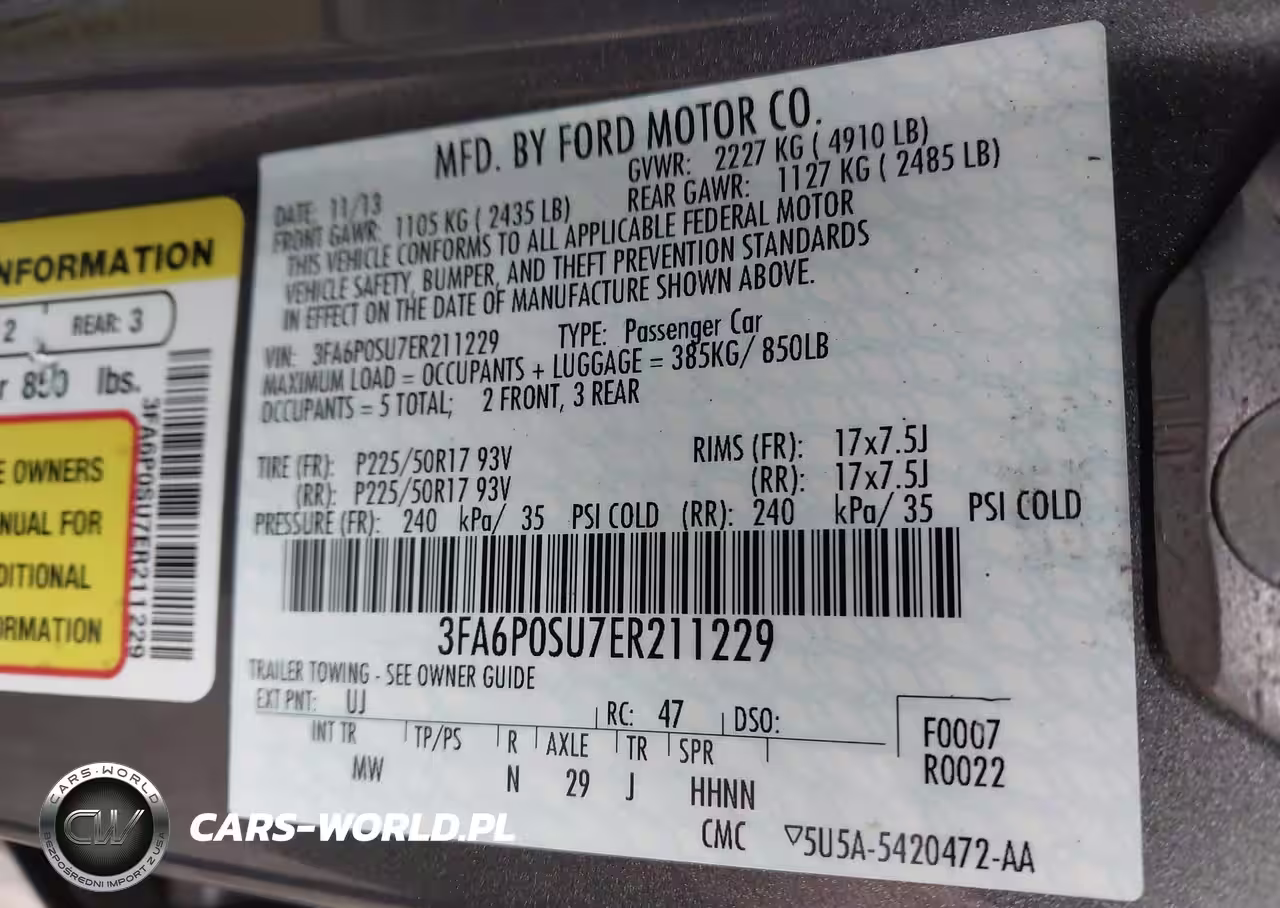 MFD. BY FORD MOTOR CO.
DATE: 11/13
GVWR: 2227 KG ( 4910 LB)
FRONT GAWR: 1105 KG ( 2435 LB)
REAR GAWR: 1127 KG ( 2485 LB)
THIS VEHICLE CONFORMS TO ALL APPLICABLE FEDERAL MOTOR
VEHICLE SAFETY, BUMPER, AND THEFT PREVENTION STANDARDS
IN EFFECT ON THE DATE OF MANUFACTURE SHOWN ABOVE.
VIN: 3FA6P0SU7ER211229 TYPE: Passenger Car
MAXIMUM LOAD = OCCUPANTS + LUGGAGE = 385KG/ 850LB
OCCUPANTS = 5 TOTAL; 2 FRONT, 3 REAR
TIRE (FR): P225/50R17 93V RIMS (FR): 17x7.5J
(RR): P225/50R17 93V (RR): 17x7.5J
PRESSURE (FR): 240 kPa/ 35 PSI COLD (RR): 240 kPa/ 35 PSI COLD
3FA6P0SU7ER211229
TRAILER TOWING - SEE OWNER GUIDE
EXT PNT: UJ RC: 47 DSO:
INT TR TP/PS R AXLE TR SPR
MW N 29 J HHNN
F0007
R0022
CMC ▽5U5A-5420472-AA
NFORMATION
2 REAR: 3
r 850 lbs.
E OWNERS
NUAL FOR
DITIONAL
RMATION
3FA6P0SU7ER211229
CARS-WORLD
CW
BEZPOŚREDNI IMPORT Z USA
CARS-WORLD.PL